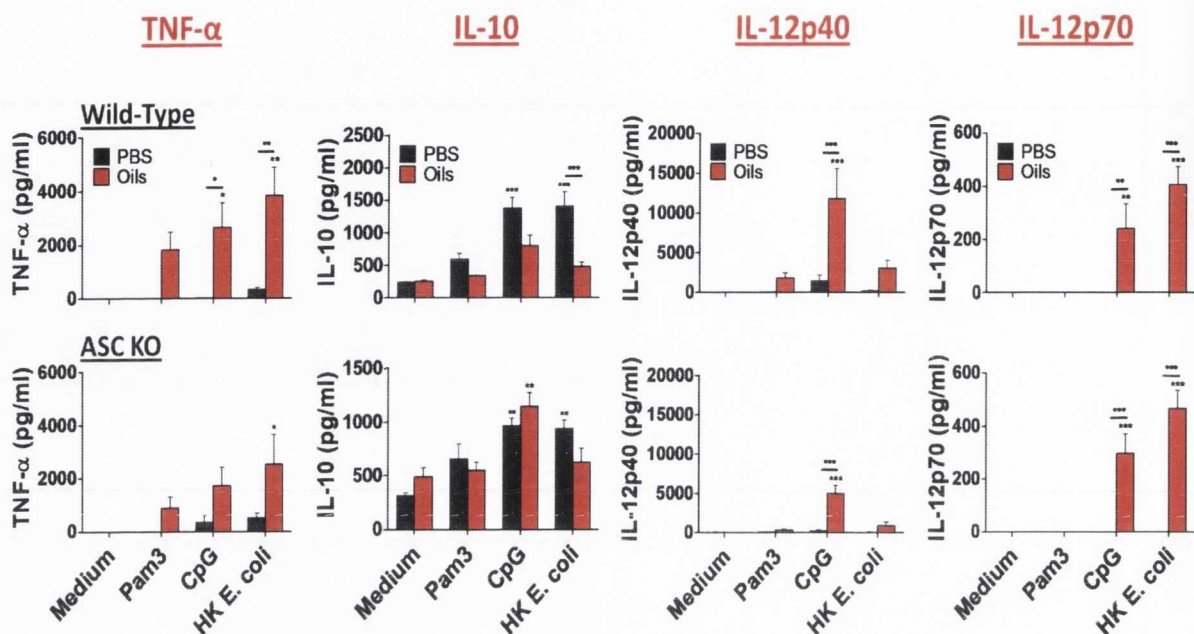 TNF-α IL-10 IL-12p40 IL-12p70
Wild-Type
TNF-α (pg/ml)
6000
4000
2000
0
PBS
Oils
**
**
*
*
IL-10 (pg/ml)
2500
2000
1500
1000
500
0
PBS
Oils
***
***
***
IL-12p40 (pg/ml)
20000
15000
10000
5000
0
PBS
Oils
***
***
IL-12p70 (pg/ml)
600
400
200
0
PBS
Oils
***
***
**
**
ASC KO
TNF-α (pg/ml)
6000
4000
2000
0
*
Medium
Pam3
CpG
HK E. coli
IL-10 (pg/ml)
1500
1000
500
0
**
**
**
Medium
Pam3
CpG
HK E. coli
IL-12p40 (pg/ml)
20000
15000
10000
5000
0
***
***
Medium
Pam3
CpG
HK E. coli
IL-12p70 (pg/ml)
600
400
200
0
***
***
***
***
Medium
Pam3
CpG
HK E. coli